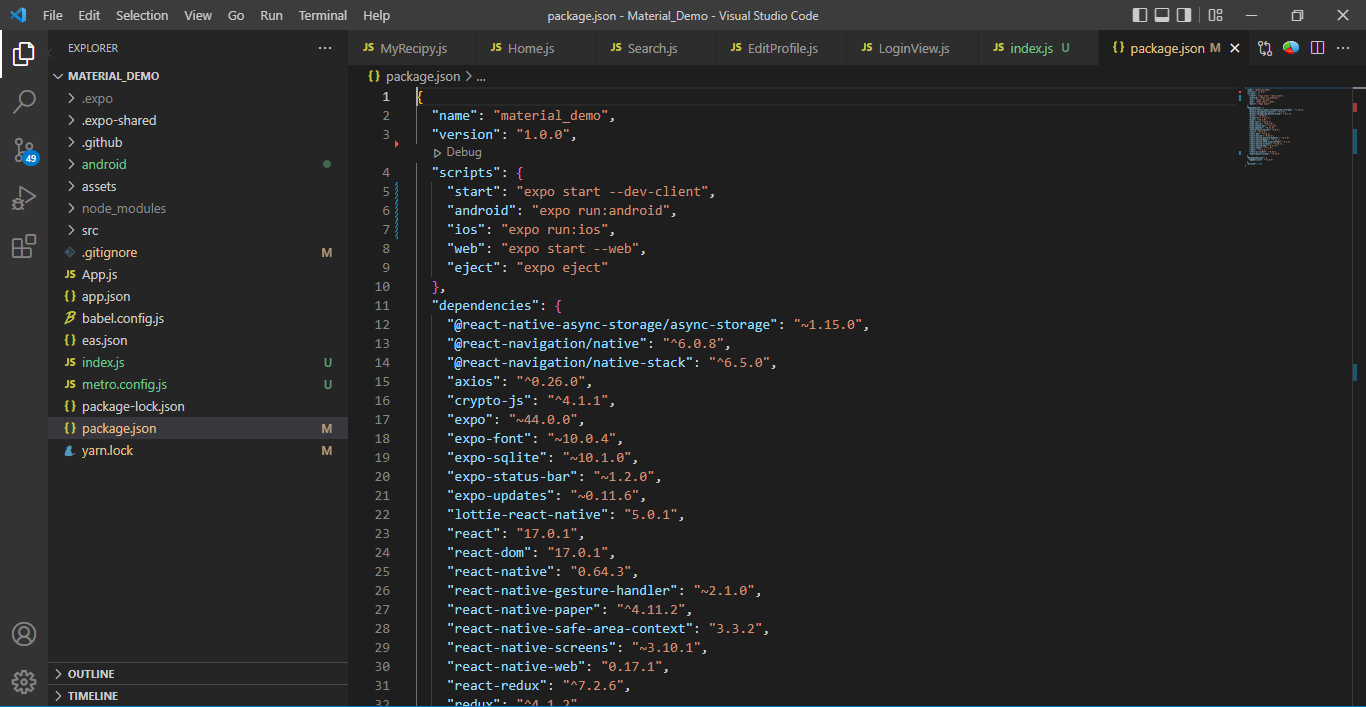 File Edit Selection View Go Run Terminal Help
package.json - Material_Demo - Visual Studio Code
EXPLORER
MATERIAL_DEMO
.expo
.expo-shared
.github
android
assets
node_modules
src
.gitignore M
JS App.js
{} app.json
babel.config.js
{} eas.json
JS index.js U
JS metro.config.js U
{} package-lock.json
{} package.json M
yarn.lock M
OUTLINE
TIMELINE
49
JS MyRecipy.js
JS Home.js
JS Search.js
JS EditProfile.js
JS LoginView.js
JS index.js U
{} package.json M
{} package.json > ...
1 {
2 "name": "material_demo",
3 "version": "1.0.0",
Debug
4 "scripts": {
5 "start": "expo start --dev-client",
6 "android": "expo run:android",
7 "ios": "expo run:ios",
8 "web": "expo start --web",
9 "eject": "expo eject"
10 },
11 "dependencies": {
12 "@react-native-async-storage/async-storage": "~1.15.0",
13 "@react-navigation/native": "^6.0.8",
14 "@react-navigation/native-stack": "^6.5.0",
15 "axios": "^0.26.0",
16 "crypto-js": "^4.1.1",
17 "expo": "~44.0.0",
18 "expo-font": "~10.0.4",
19 "expo-sqlite": "~10.1.0",
20 "expo-status-bar": "~1.2.0",
21 "expo-updates": "~0.11.6",
22 "lottie-react-native": "5.0.1",
23 "react": "17.0.1",
24 "react-dom": "17.0.1",
25 "react-native": "0.64.3",
26 "react-native-gesture-handler": "~2.1.0",
27 "react-native-paper": "^4.11.2",
28 "react-native-safe-area-context": "3.3.2",
29 "react-native-screens": "~3.10.1",
30 "react-native-web": "0.17.1",
31 "react-redux": "^7.2.6",
32 "redux": "^4.1.2"